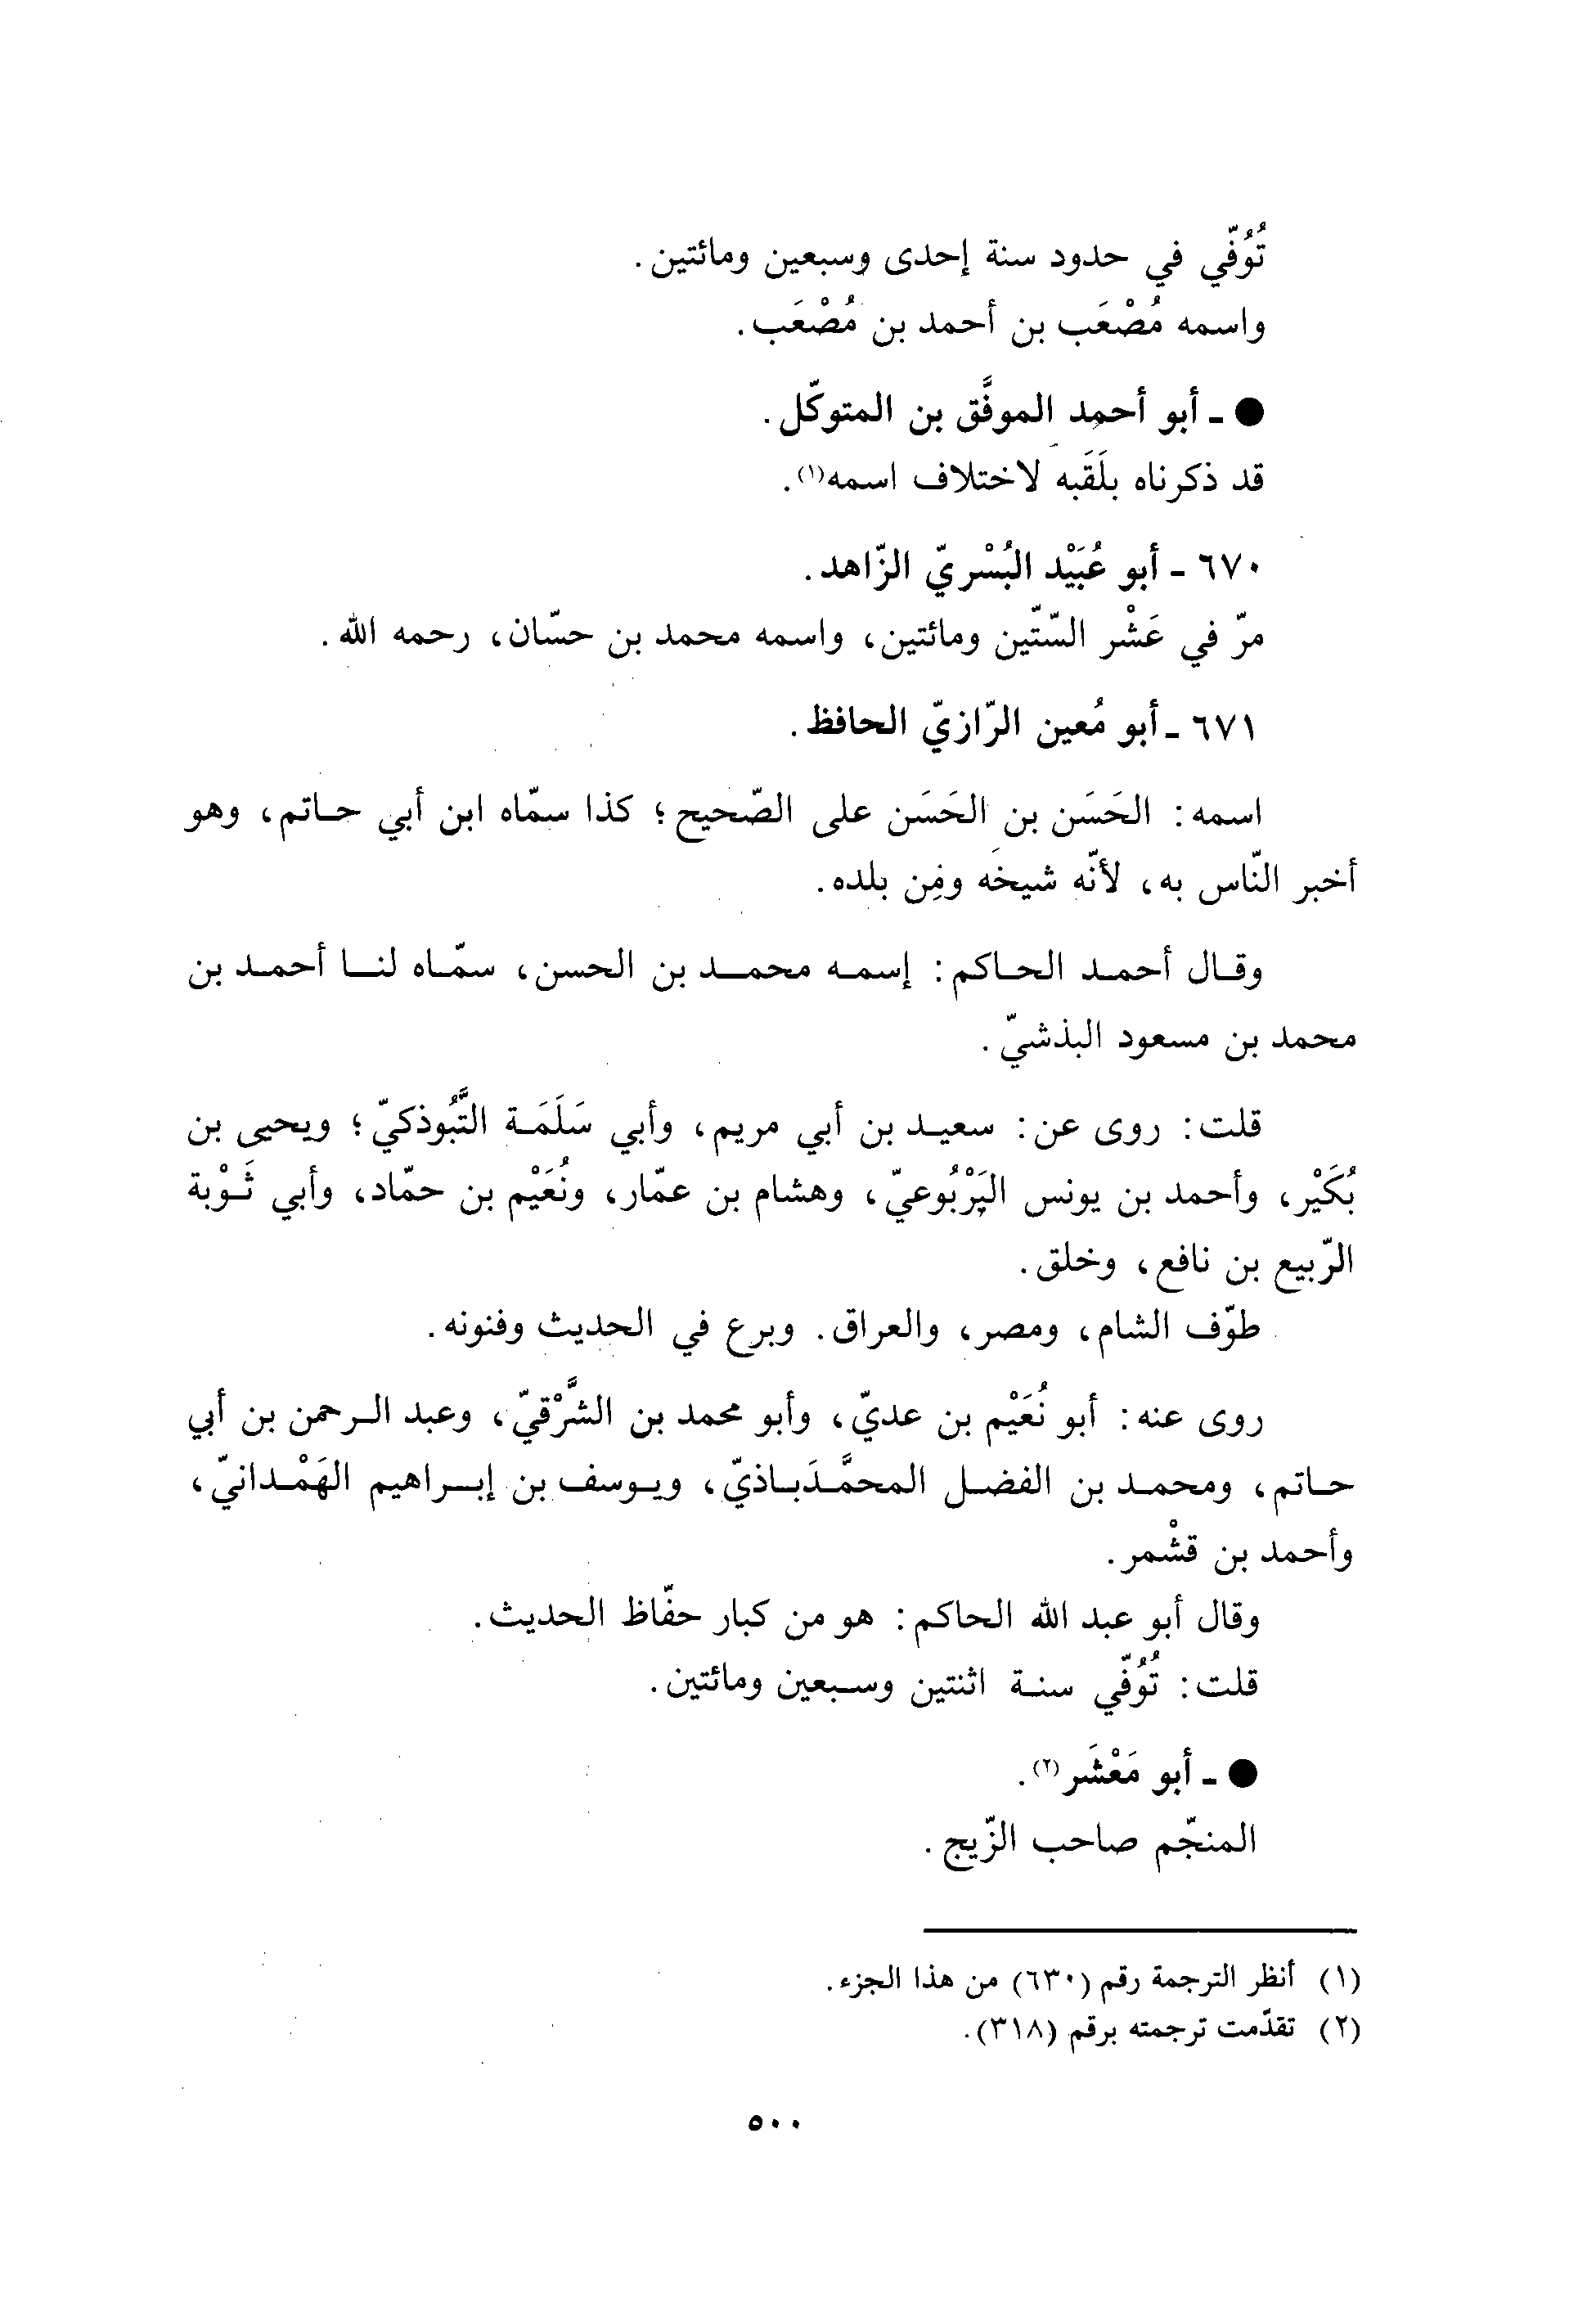 تُوُفّي في حدود سنة إحدى وسبعين ومائتين.
واسمه مُصْعَب بن أحمد بن مُصْعَب.
● ـ أبو أحمد الموفَّق بن المتوكّل.
قد ذكرناه بلَقَبه لاختلاف اسمه(١).
٦٧٠ ـ أبو عُبَيْد البُسْريّ الزّاهد.
مرّ في عَشْر السّتّين ومائتين، واسمه محمد بن حسّان، رحمه الله.
٦٧١ ـ أبو مُعين الرّازيّ الحافظ.
اسمه: الحَسَن بن الحَسَن على الصّحيح؛ كذا سمّاه ابن أبي حاتم، وهو
أخبر النّاس به، لأنّه شيخه ومِن بلده.
وقال أحمد الحاكم: إسمه محمد بن الحسن، سمّاه لنا أحمد بن
محمد بن مسعود البذشيّ.
قلت: روى عن: سعيد بن أبي مريم، وأبي سَلَمَة التَّبُوذكيّ؛ ويحيى بن
بُكَيْر، وأحمد بن يونس اليَرْبُوعيّ، وهشام بن عمّار، ونُعَيْم بن حمّاد، وأبي ثَوْبة
الرّبيع بن نافع، وخلق.
طوّف الشام، ومصر، والعراق. وبرع في الحديث وفنونه.
روى عنه: أبو نُعَيْم بن عديّ، وأبو محمد بن الشَّرْقيّ، وعبد الرحمن بن أبي
حاتم، ومحمد بن الفضل المحمَّدَباذيّ، ويوسف بن إبراهيم الهَمْدانيّ،
وأحمد بن قشْمر.
وقال أبو عبد الله الحاكم: هو من كبار حفّاظ الحديث.
قلت: تُوُفّي سنة اثنتين وسبعين ومائتين.
● ـ أبو مَعْشَر(٢).
المنجّم صاحب الزّيج.
(١) أنظر الترجمة رقم (٦٣٠) من هذا الجزء.
(٢) تقدّمت ترجمته برقم (٣١٨).
٥٠٠